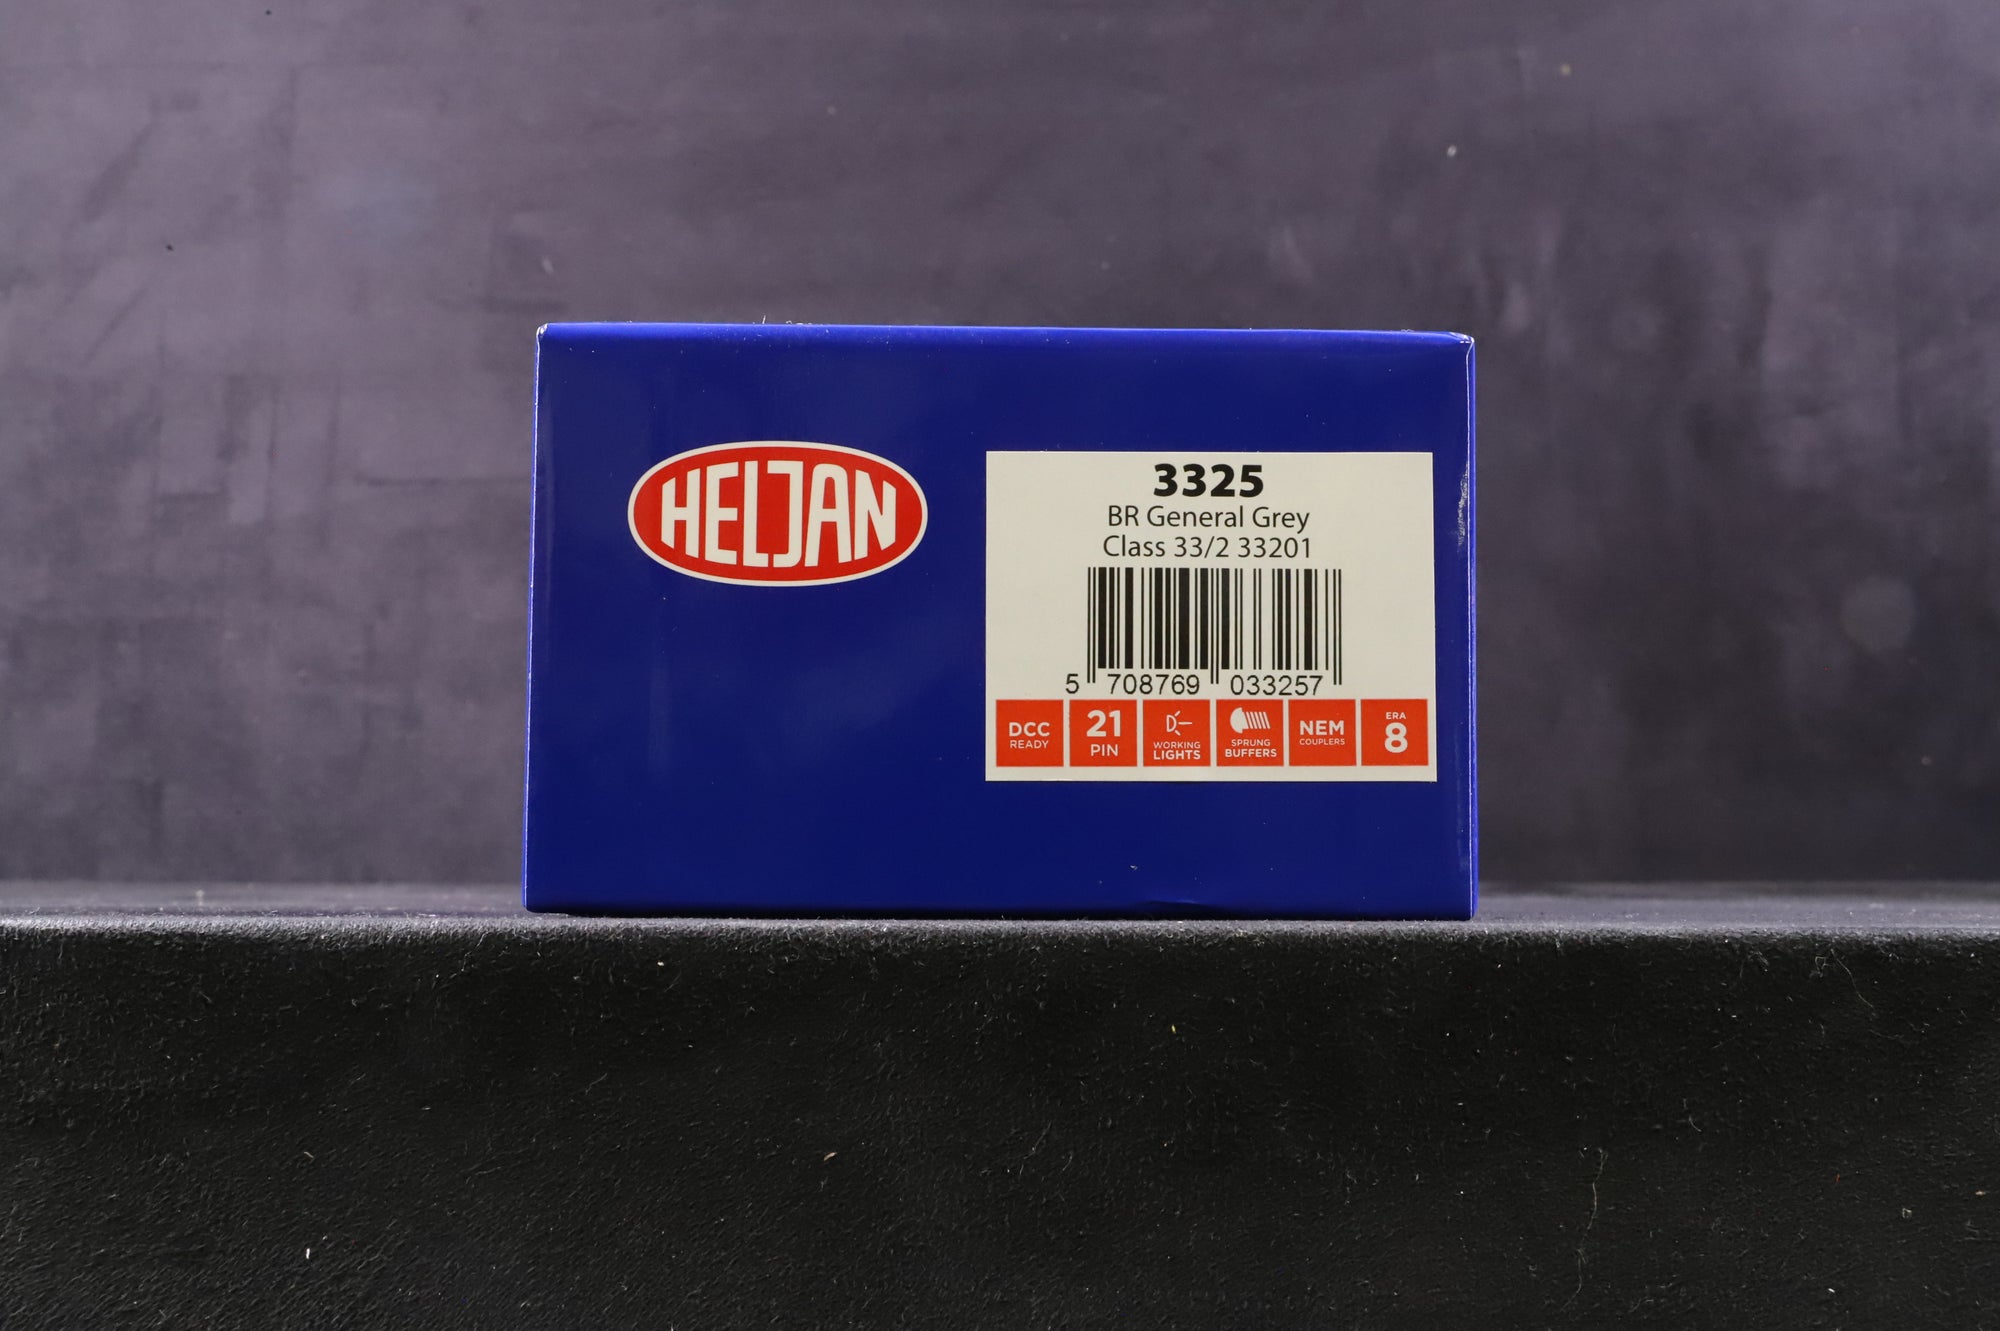 HELJAN
3325
BR General Grey
Class 33/2 33201
5 708769 033257
DCC
READY
21
PIN
WORKING
LIGHTS
SPRUNG
BUFFERS
NEM
COUPLERS
ERA
8